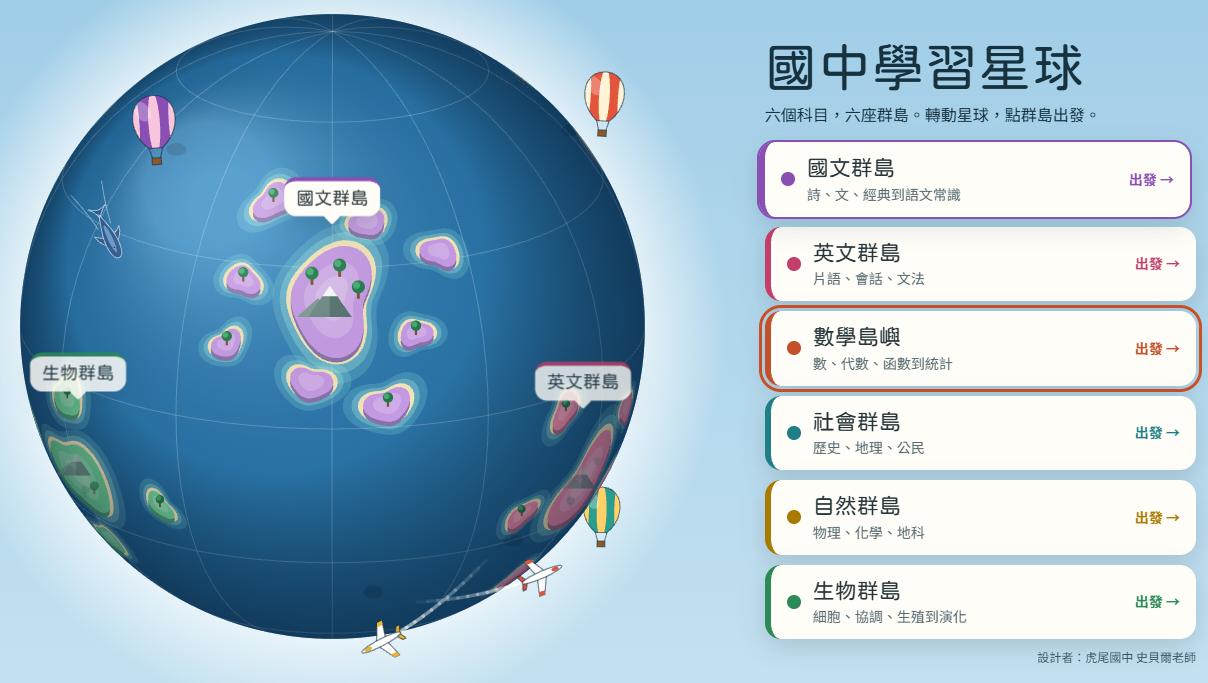 國中學習星球
六個科目，六座群島。轉動星球，點群島出發。
國文群島
生物群島
英文群島
國文群島
詩、文、經典到語文常識
出發 →
英文群島
片語、會話、文法
出發 →
數學島嶼
數、代數、函數到統計
出發 →
社會群島
歷史、地理、公民
出發 →
自然群島
物理、化學、地科
出發 →
生物群島
細胞、協調、生殖到演化
出發 →
設計者：虎尾國中 史貝爾老師